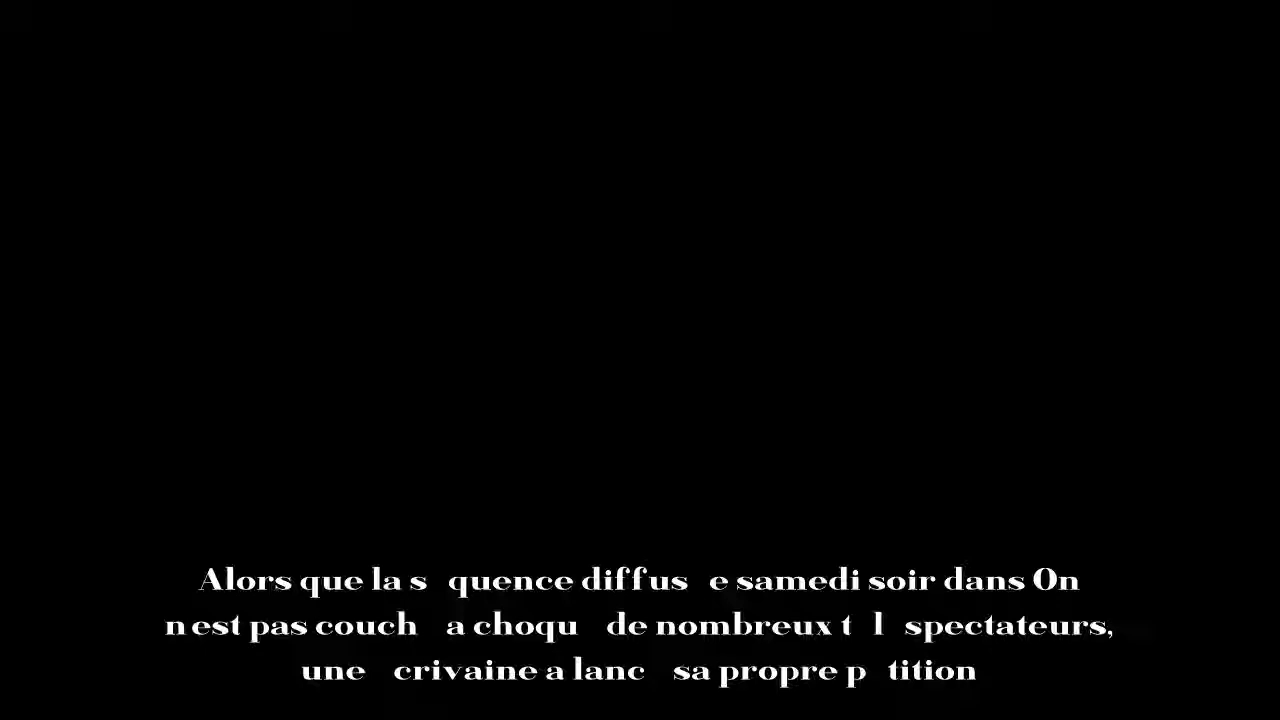 Alors que la s quence diffus e samedi soir dans On
n est pas couch a choqu de nombreux t l spectateurs,
une crivaine a lanc sa propre p tition